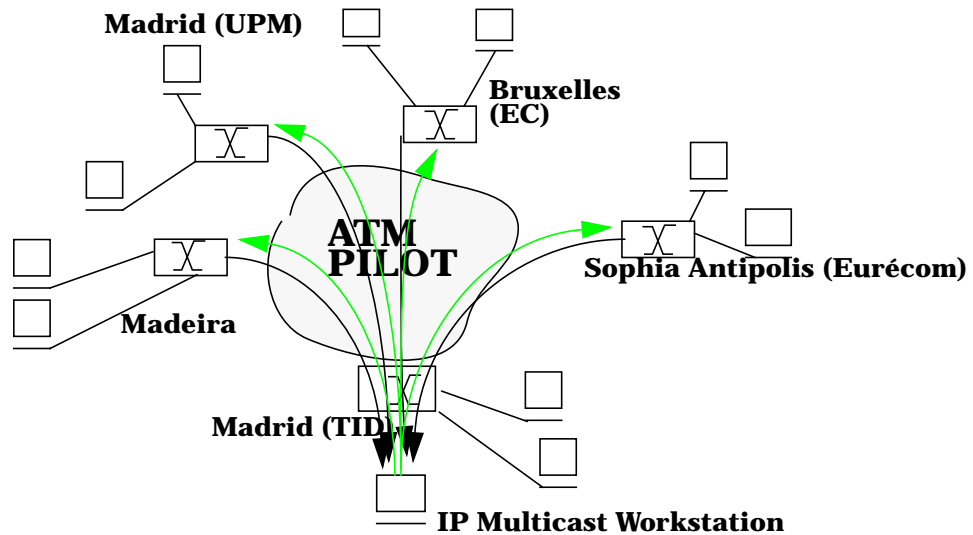 Madrid (UPM)
Bruxelles
(EC)
ATM
PILOT
Sophia Antipolis (Eurécom)
Madeira
Madrid (TID)
IP Multicast Workstation